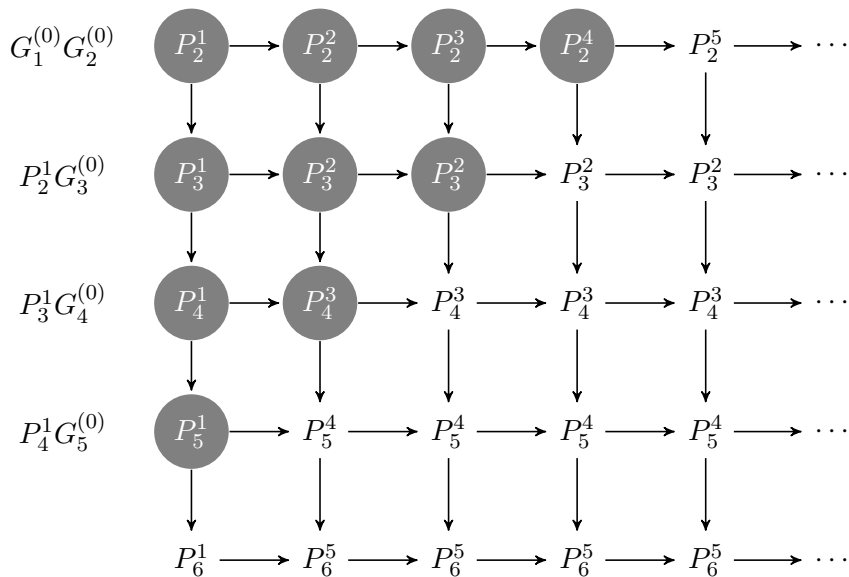 G_1^{(0)}G_2^{(0)} P_2^1 P_2^2 P_2^3 P_2^4 P_2^5 ⋯
P_2^1G_3^{(0)} P_3^1 P_3^2 P_3^2 P_3^2 P_3^2 ⋯
P_3^1G_4^{(0)} P_4^1 P_4^3 P_4^3 P_4^3 P_4^3 ⋯
P_4^1G_5^{(0)} P_5^1 P_5^4 P_5^4 P_5^4 P_5^4 ⋯
P_6^1 P_6^5 P_6^5 P_6^5 P_6^5 ⋯